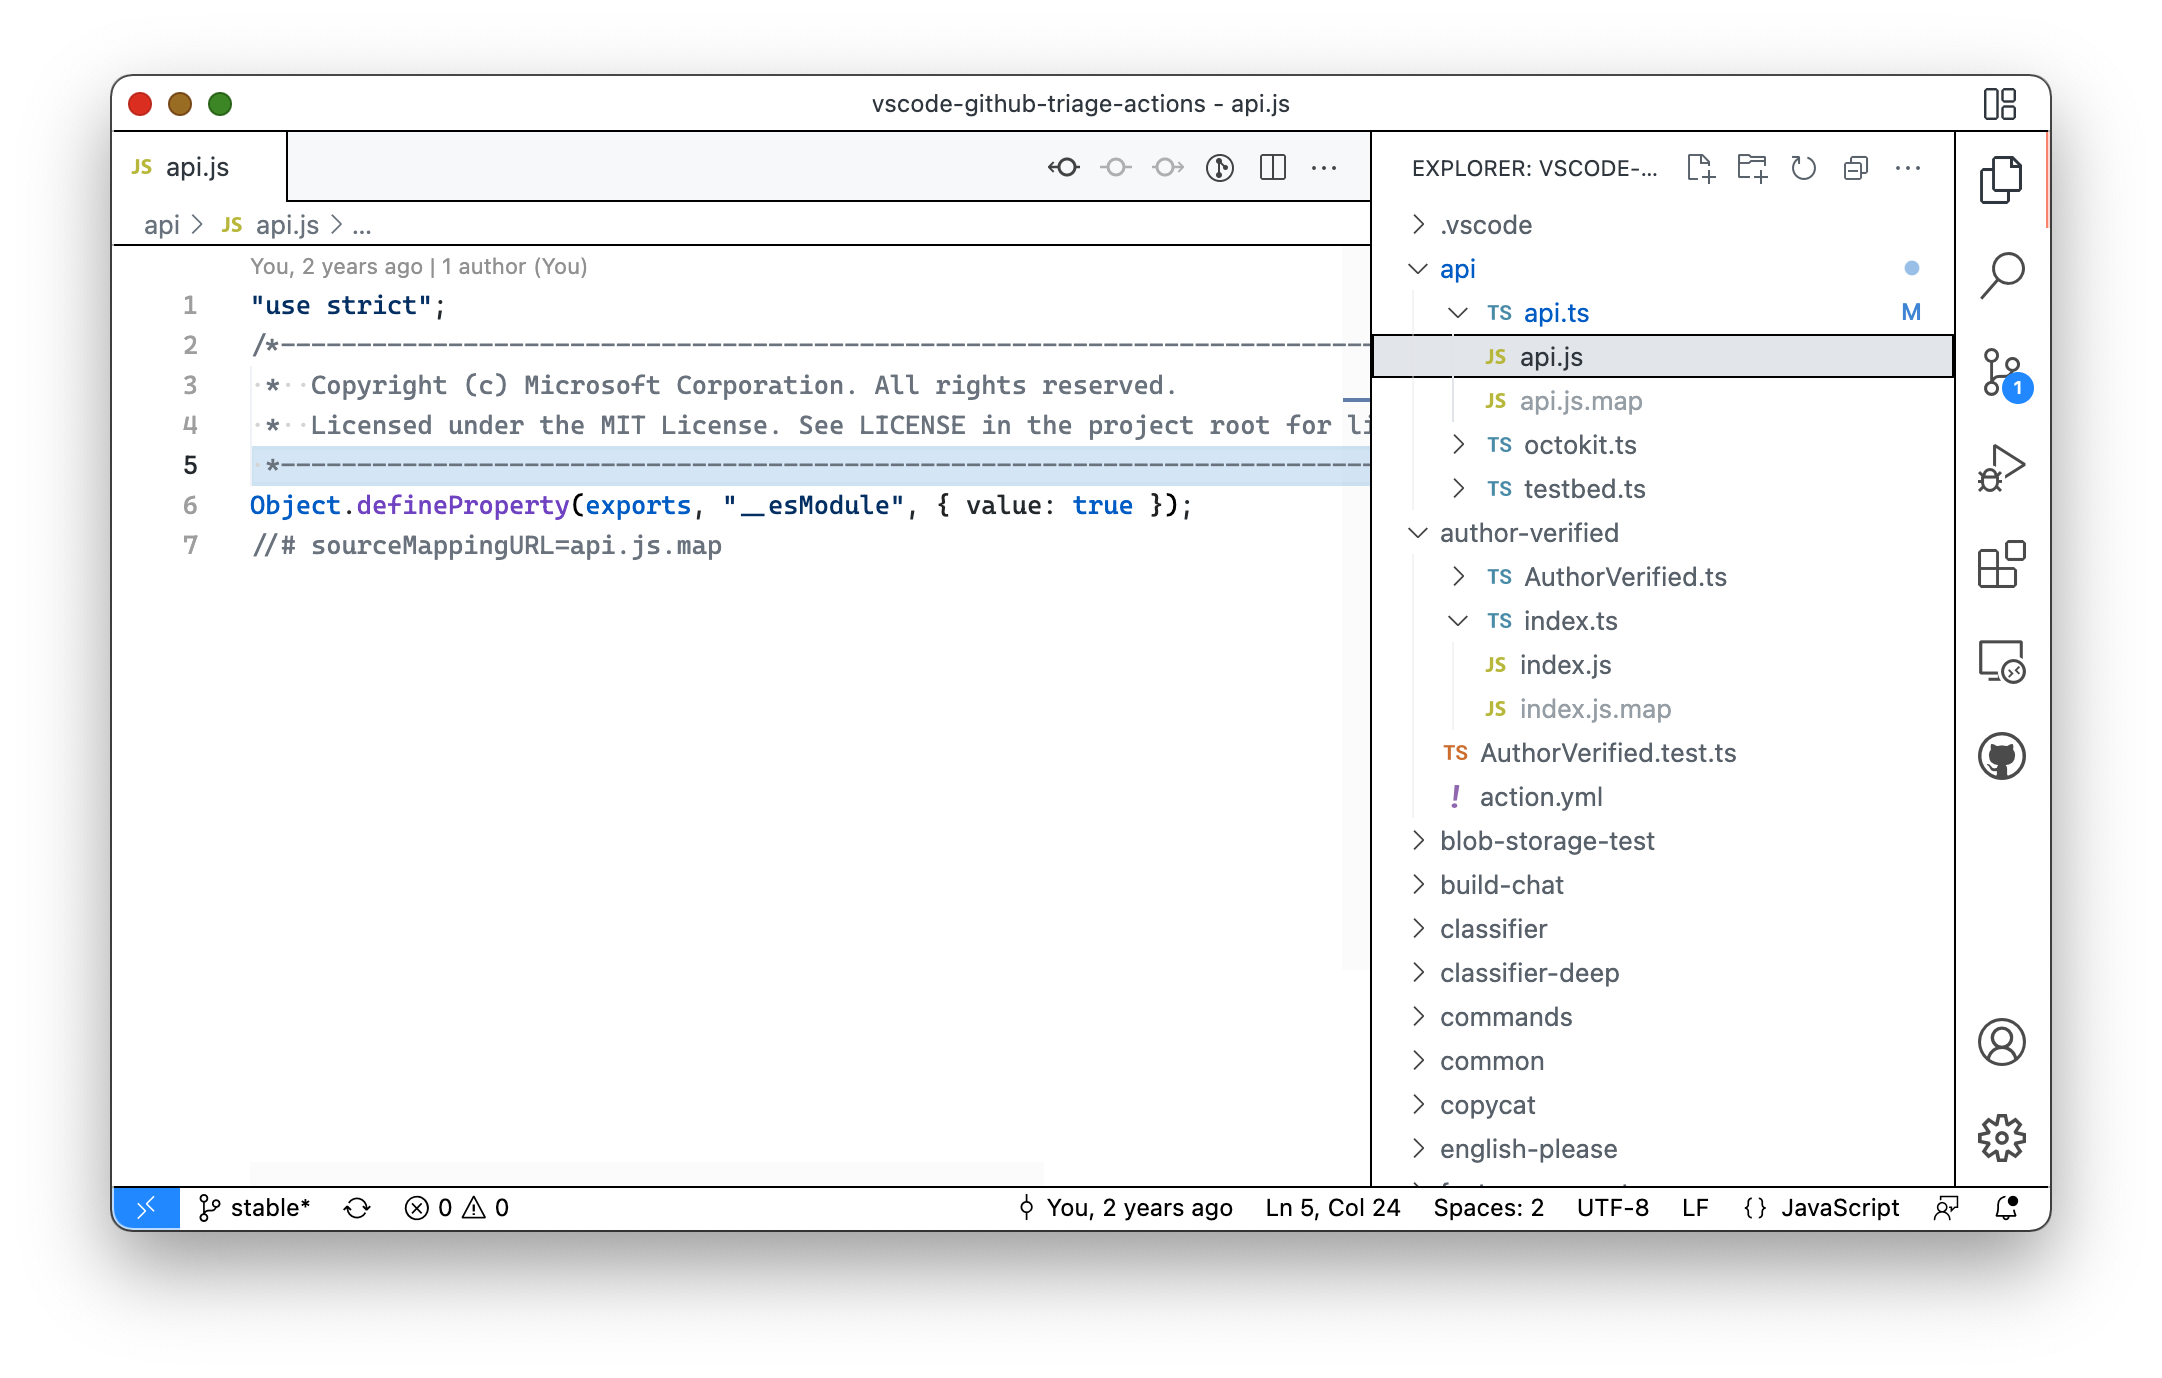 vscode-github-triage-actions - api.js
JS api.js
api > JS api.js > ...
You, 2 years ago | 1 author (You)
1 "use strict";
2 /*------------------------------------------------------------------------
3 * Copyright (c) Microsoft Corporation. All rights reserved.
4 * Licensed under the MIT License. See LICENSE in the project root for li
5 *------------------------------------------------------------------------
6 Object.defineProperty(exports, "__esModule", { value: true });
7 //# sourceMappingURL=api.js.map
EXPLORER: VSCODE-...
.vscode
api
TS api.ts M
JS api.js
JS api.js.map
TS octokit.ts
TS testbed.ts
author-verified
TS AuthorVerified.ts
TS index.ts
JS index.js
JS index.js.map
TS AuthorVerified.test.ts
! action.yml
blob-storage-test
build-chat
classifier
classifier-deep
commands
common
copycat
english-please
1
stable* 0 0 You, 2 years ago Ln 5, Col 24 Spaces: 2 UTF-8 LF {} JavaScript